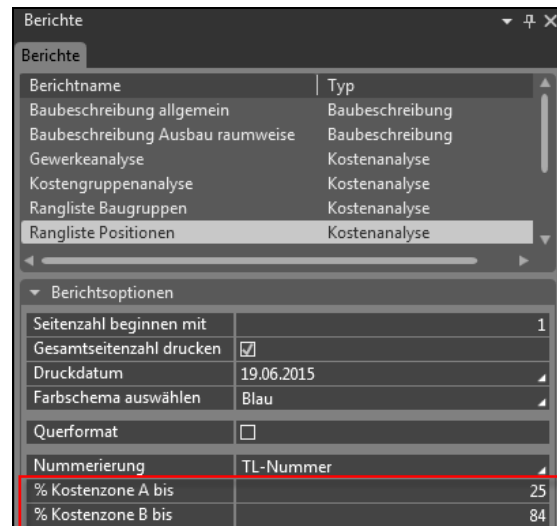 Berichte
Berichte
Berichtname Typ
Baubeschreibung allgemein Baubeschreibung
Baubeschreibung Ausbau raumweise Baubeschreibung
Gewerkeanalyse Kostenanalyse
Kostengruppenanalyse Kostenanalyse
Rangliste Baugruppen Kostenanalyse
Rangliste Positionen Kostenanalyse
Berichtsoptionen
Seitenzahl beginnen mit 1
Gesamtseitenzahl drucken
Druckdatum 19.06.2015
Farbschema auswählen Blau
Querformat
Nummerierung TL-Nummer
% Kostenzone A bis 25
% Kostenzone B bis 84